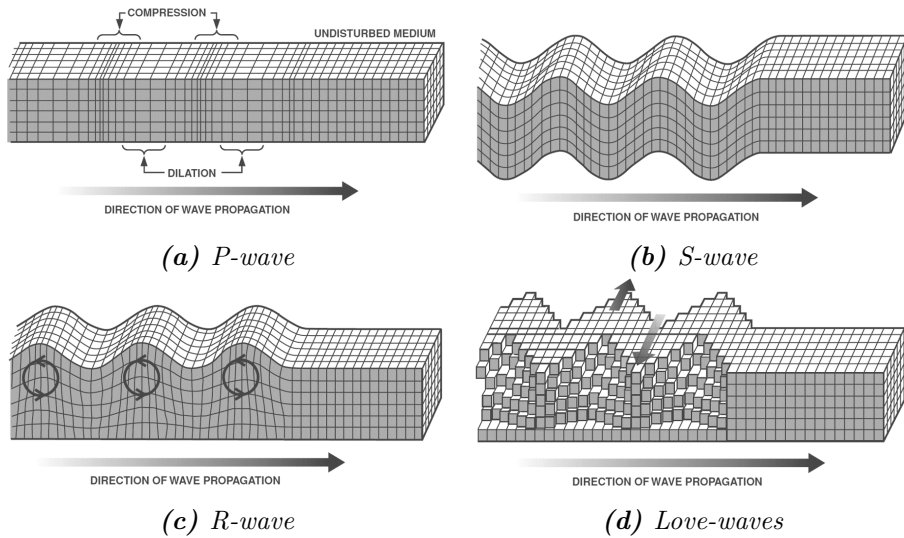 COMPRESSION
UNDISTURBED MEDIUM
DILATION
DIRECTION OF WAVE PROPAGATION
(a) P-wave
DIRECTION OF WAVE PROPAGATION
(b) S-wave
DIRECTION OF WAVE PROPAGATION
(c) R-wave
DIRECTION OF WAVE PROPAGATION
(d) Love-waves